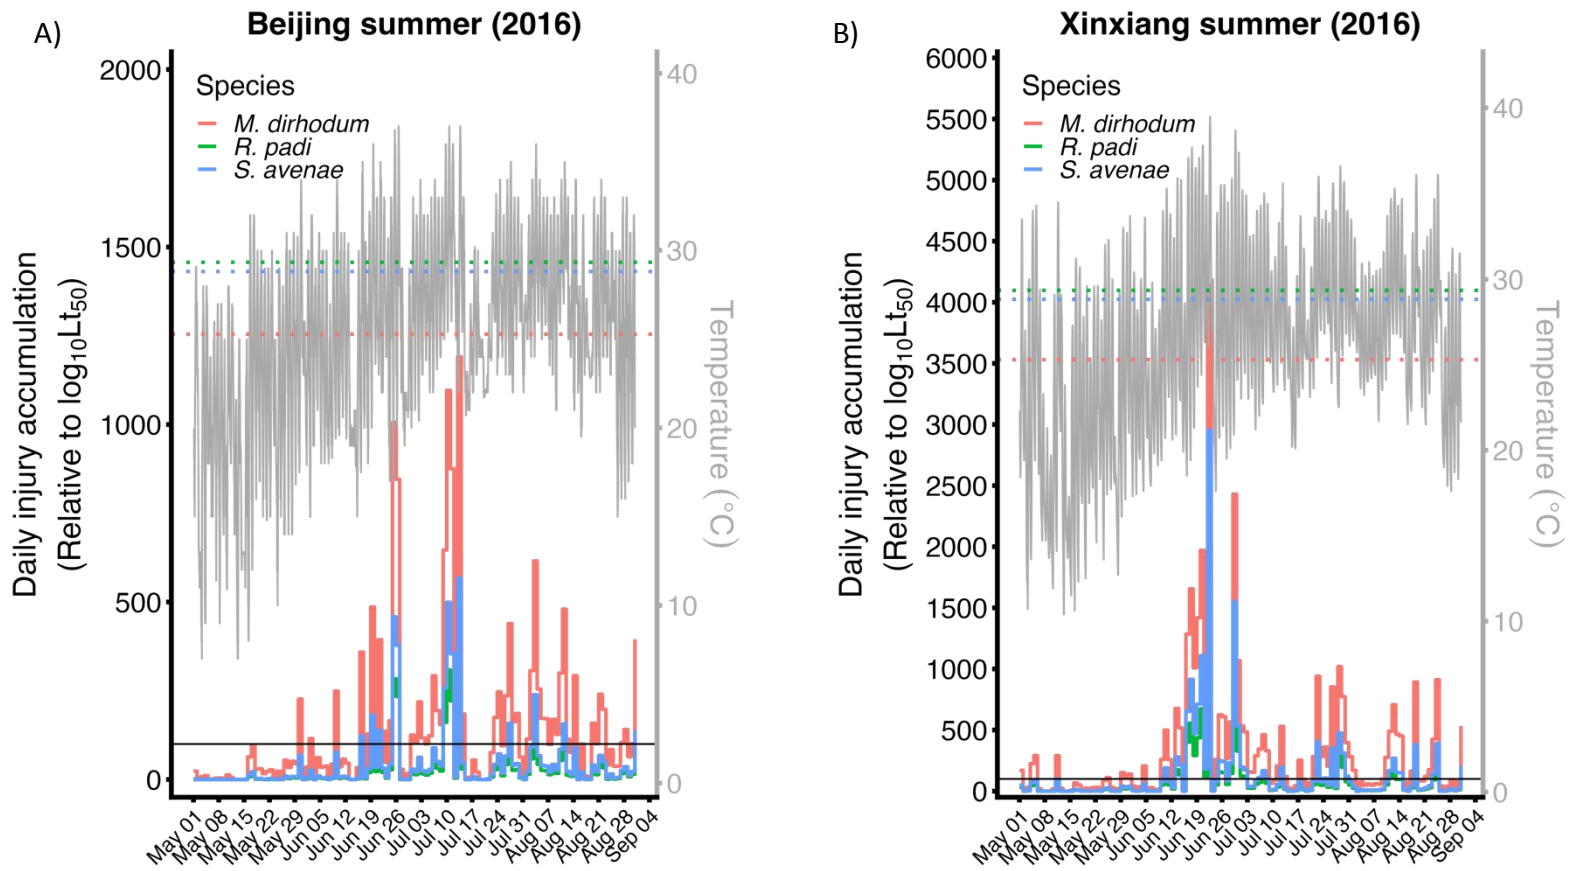 A)
Beijing summer (2016)
Daily injury accumulation
(Relative to log10Lt50)
2000
1500
1000
500
0
Species
M. dirhodum
R. padi
S. avenae
40
30
20
10
0
Temperature (°C)
May 01
May 08
May 15
May 22
May 29
Jun 05
Jun 12
Jun 19
Jun 26
Jul 03
Jul 10
Jul 17
Jul 24
Jul 31
Aug 07
Aug 14
Aug 21
Aug 28
Sep 04
B)
Xinxiang summer (2016)
Daily injury accumulation
(Relative to log10Lt50)
6000
5500
5000
4500
4000
3500
3000
2500
2000
1500
1000
500
0
Species
M. dirhodum
R. padi
S. avenae
40
30
20
10
0
Temperature (°C)
May 01
May 08
May 15
May 22
May 29
Jun 05
Jun 12
Jun 19
Jun 26
Jul 03
Jul 10
Jul 17
Jul 24
Jul 31
Aug 07
Aug 14
Aug 21
Aug 28
Sep 04